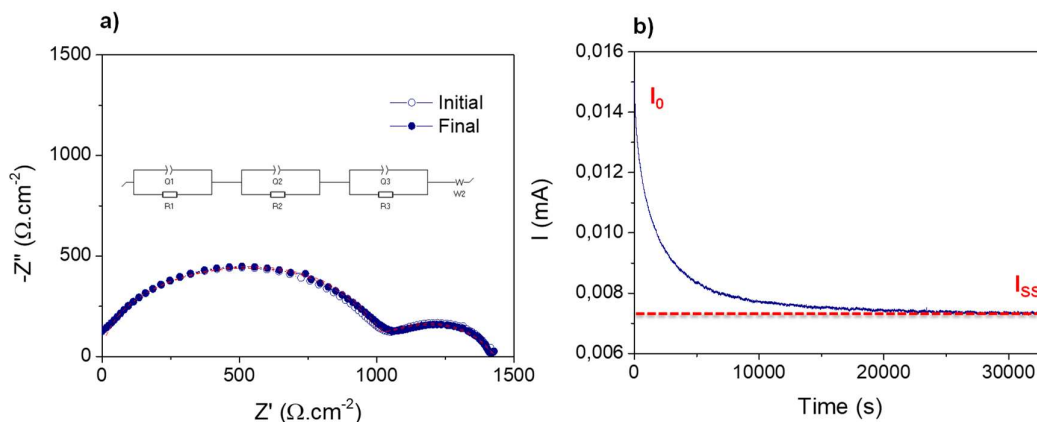 a)
1500
1000
500
0
-Z" (Ω.cm⁻²)
Initial
Final
Q1
Q2
Q3
R1
R2
R3
W
W2
0
500
1000
1500
Z' (Ω.cm⁻²)
b)
0,016
0,014
0,012
0,010
0,008
0,006
I (mA)
I₀
Iss
0
10000
20000
30000
Time (s)